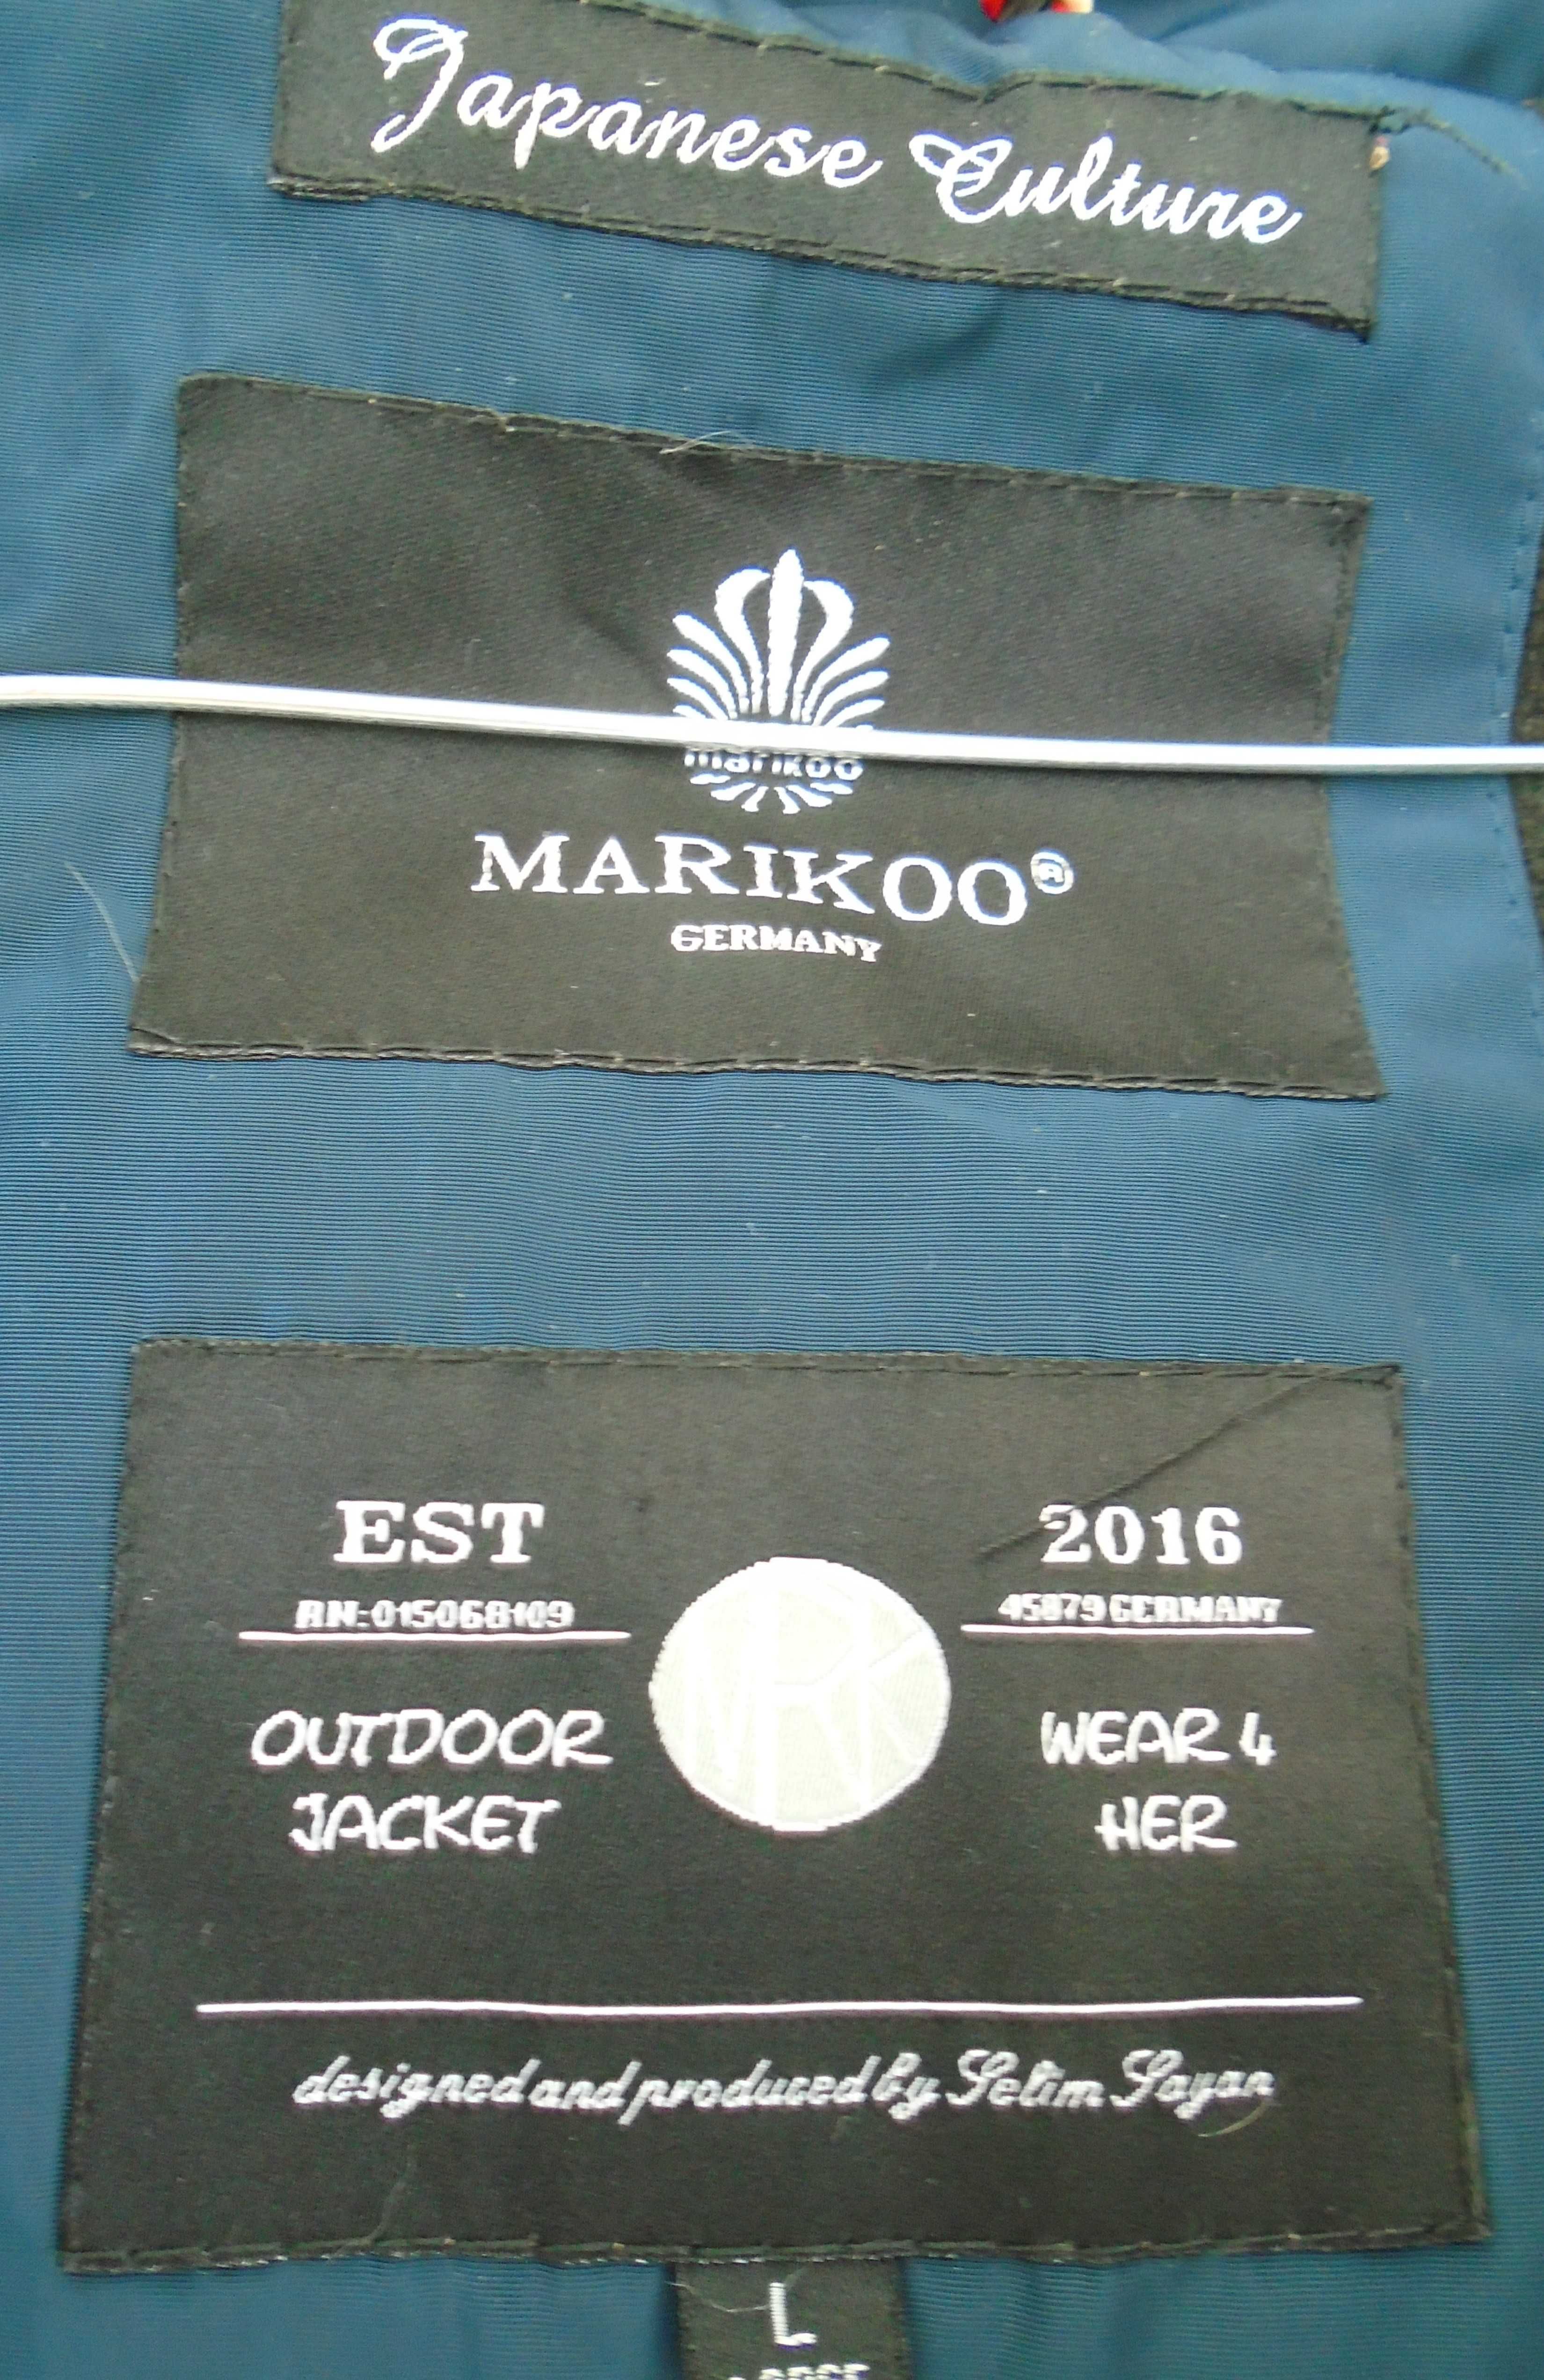 Japanese Culture
marikoo
MARIKOO®
GERMANY
EST
2016
RN:015068109
45879 GERMANY
MRK
OUTDOOR
JACKET
WEAR 4
HER
designed and produced by Selim Sayan
L